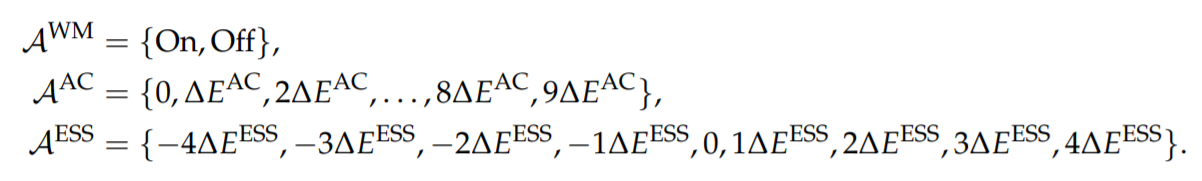 𝒜^WM = {On, Off},
𝒜^AC = {0, ΔE^AC, 2ΔE^AC, . . . , 8ΔE^AC, 9ΔE^AC},
𝒜^ESS = {−4ΔE^ESS, −3ΔE^ESS, −2ΔE^ESS, −1ΔE^ESS, 0, 1ΔE^ESS, 2ΔE^ESS, 3ΔE^ESS, 4ΔE^ESS}.